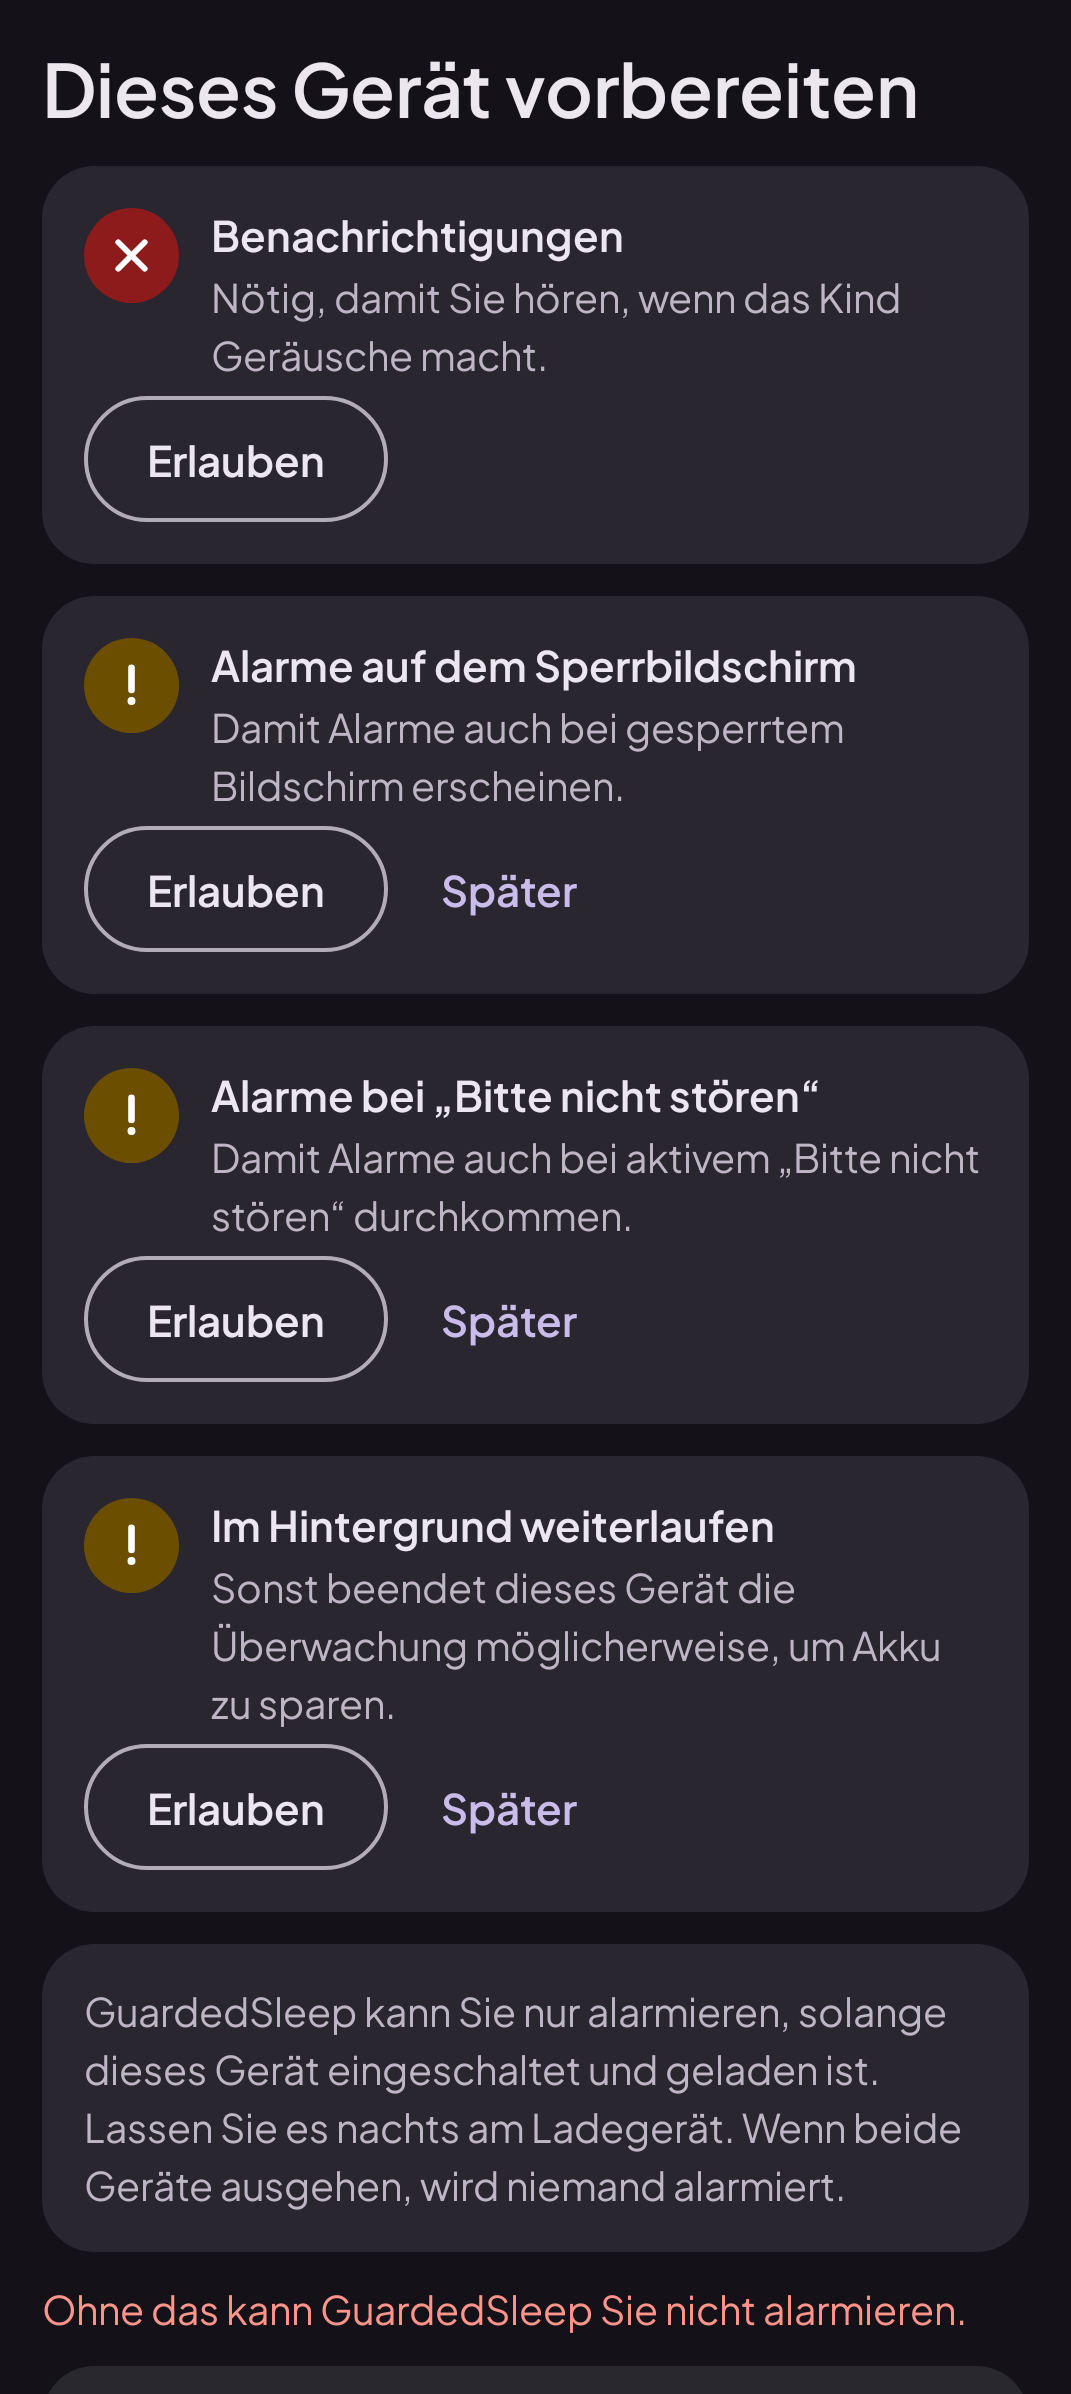 Dieses Gerät vorbereiten
Benachrichtigungen
Nötig, damit Sie hören, wenn das Kind
Geräusche macht.
Erlauben
Alarme auf dem Sperrbildschirm
Damit Alarme auch bei gesperrtem
Bildschirm erscheinen.
Erlauben
Später
Alarme bei „Bitte nicht stören“
Damit Alarme auch bei aktivem „Bitte nicht
stören“ durchkommen.
Erlauben
Später
Im Hintergrund weiterlaufen
Sonst beendet dieses Gerät die
Überwachung möglicherweise, um Akku
zu sparen.
Erlauben
Später
GuardedSleep kann Sie nur alarmieren, solange
dieses Gerät eingeschaltet und geladen ist.
Lassen Sie es nachts am Ladegerät. Wenn beide
Geräte ausgehen, wird niemand alarmiert.
Ohne das kann GuardedSleep Sie nicht alarmieren.